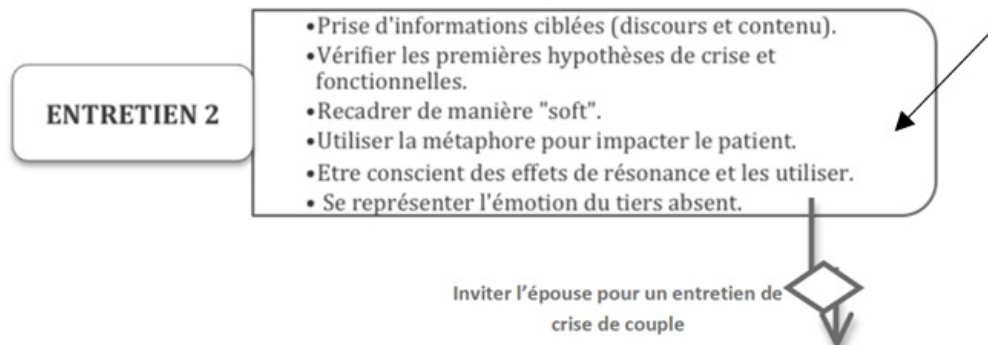 ENTRETIEN 2
•Prise d'informations ciblées (discours et contenu).
•Vérifier les premières hypothèses de crise et
fonctionnelles.
•Recadrer de manière "soft".
•Utiliser la métaphore pour impacter le patient.
•Etre conscient des effets de résonance et les utiliser.
• Se représenter l'émotion du tiers absent.
Inviter l'épouse pour un entretien de
crise de couple